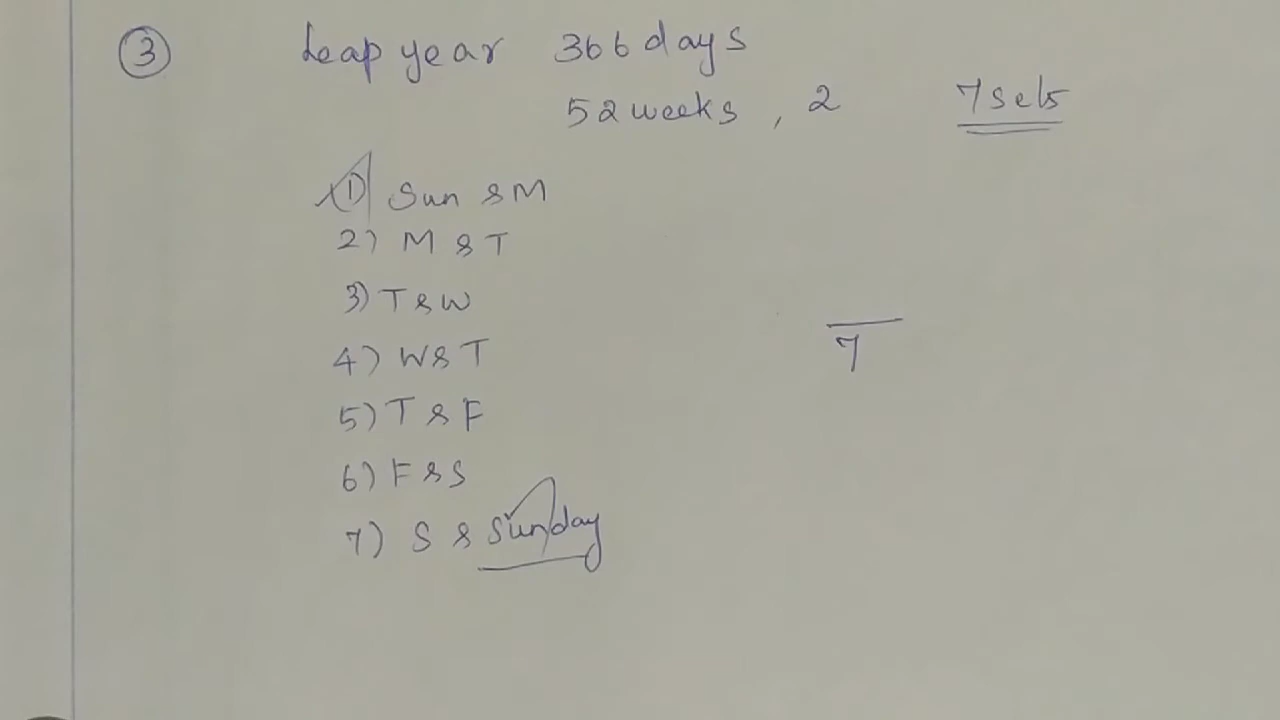 ③ Leap year 366 days
52 weeks, 2 7 sets
① Sun & M
2) M & T
3) T & W
4) W & T
5) T & F
6) F & S
7) S & Sunday
7